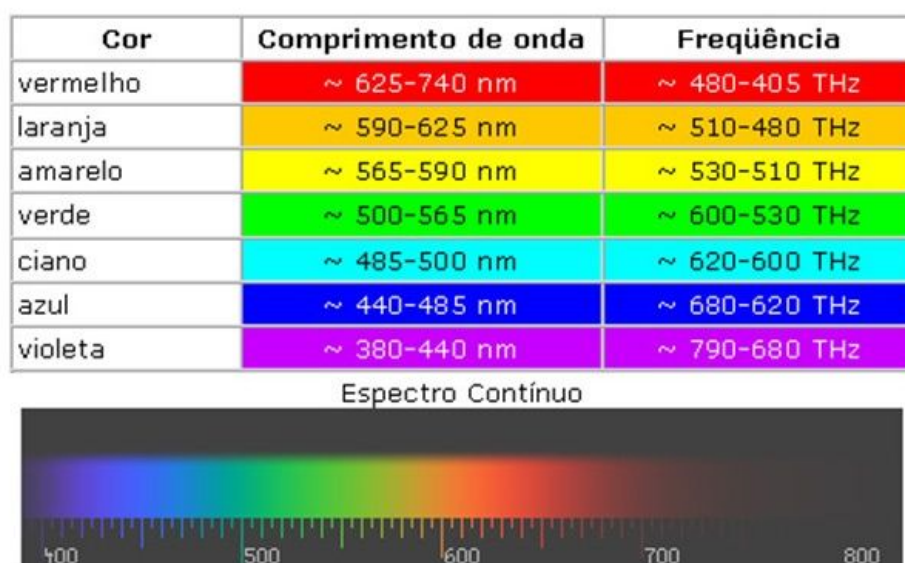 Cor Comprimento de onda Freqüência
vermelho ~ 625-740 nm ~ 480-405 THz
laranja ~ 590-625 nm ~ 510-480 THz
amarelo ~ 565-590 nm ~ 530-510 THz
verde ~ 500-565 nm ~ 600-530 THz
ciano ~ 485-500 nm ~ 620-600 THz
azul ~ 440-485 nm ~ 680-620 THz
violeta ~ 380-440 nm ~ 790-680 THz
Espectro Contínuo
400 500 600 700 800